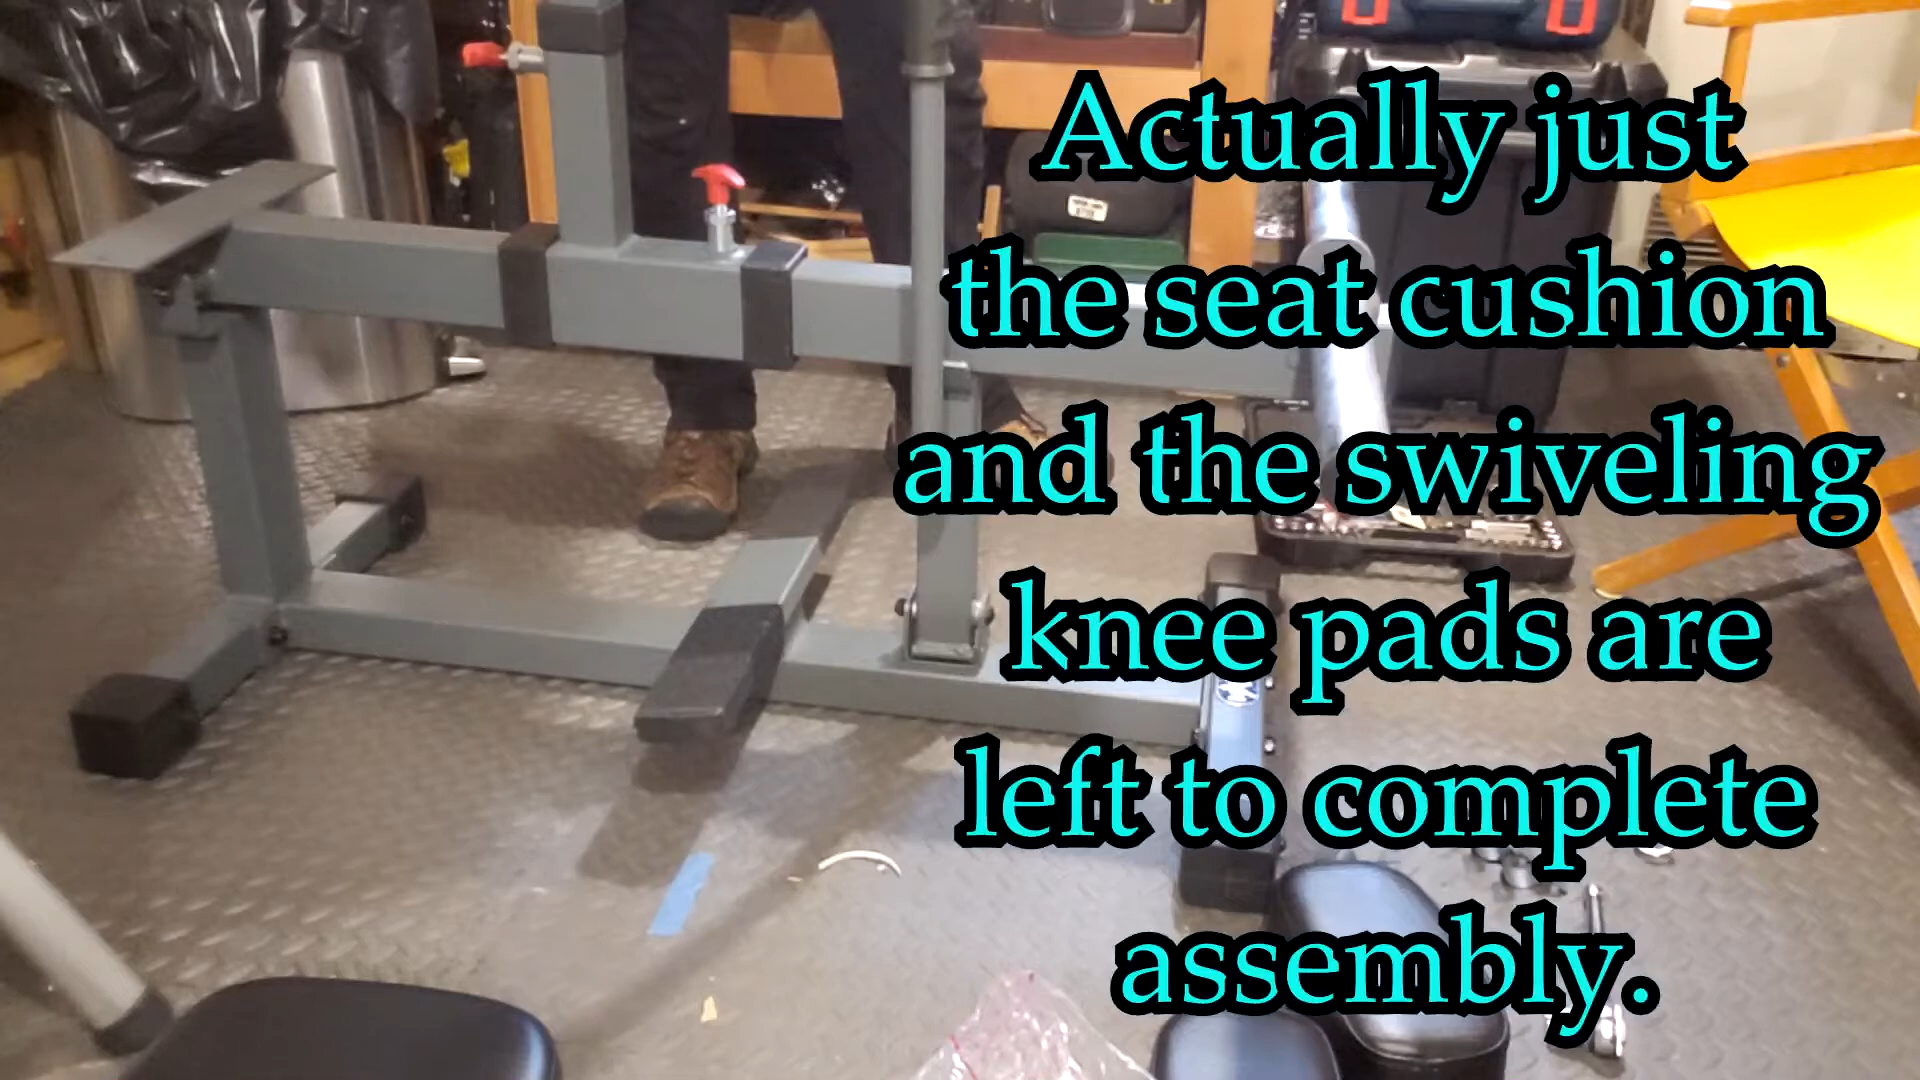 Actually just
the seat cushion
and the swiveling
knee pads are
left to complete
assembly.